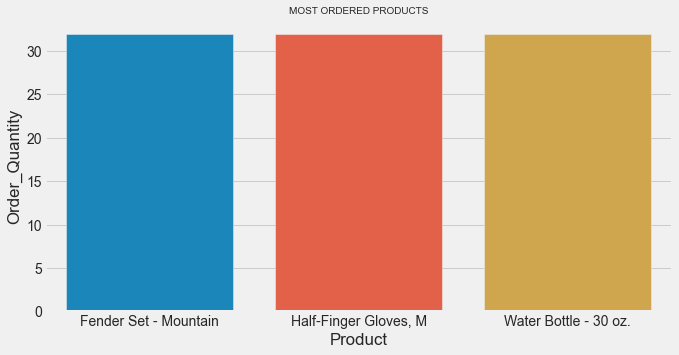 MOST ORDERED PRODUCTS
Order_Quantity
30
25
20
15
10
5
0
Fender Set - Mountain
Half-Finger Gloves, M
Water Bottle - 30 oz.
Product